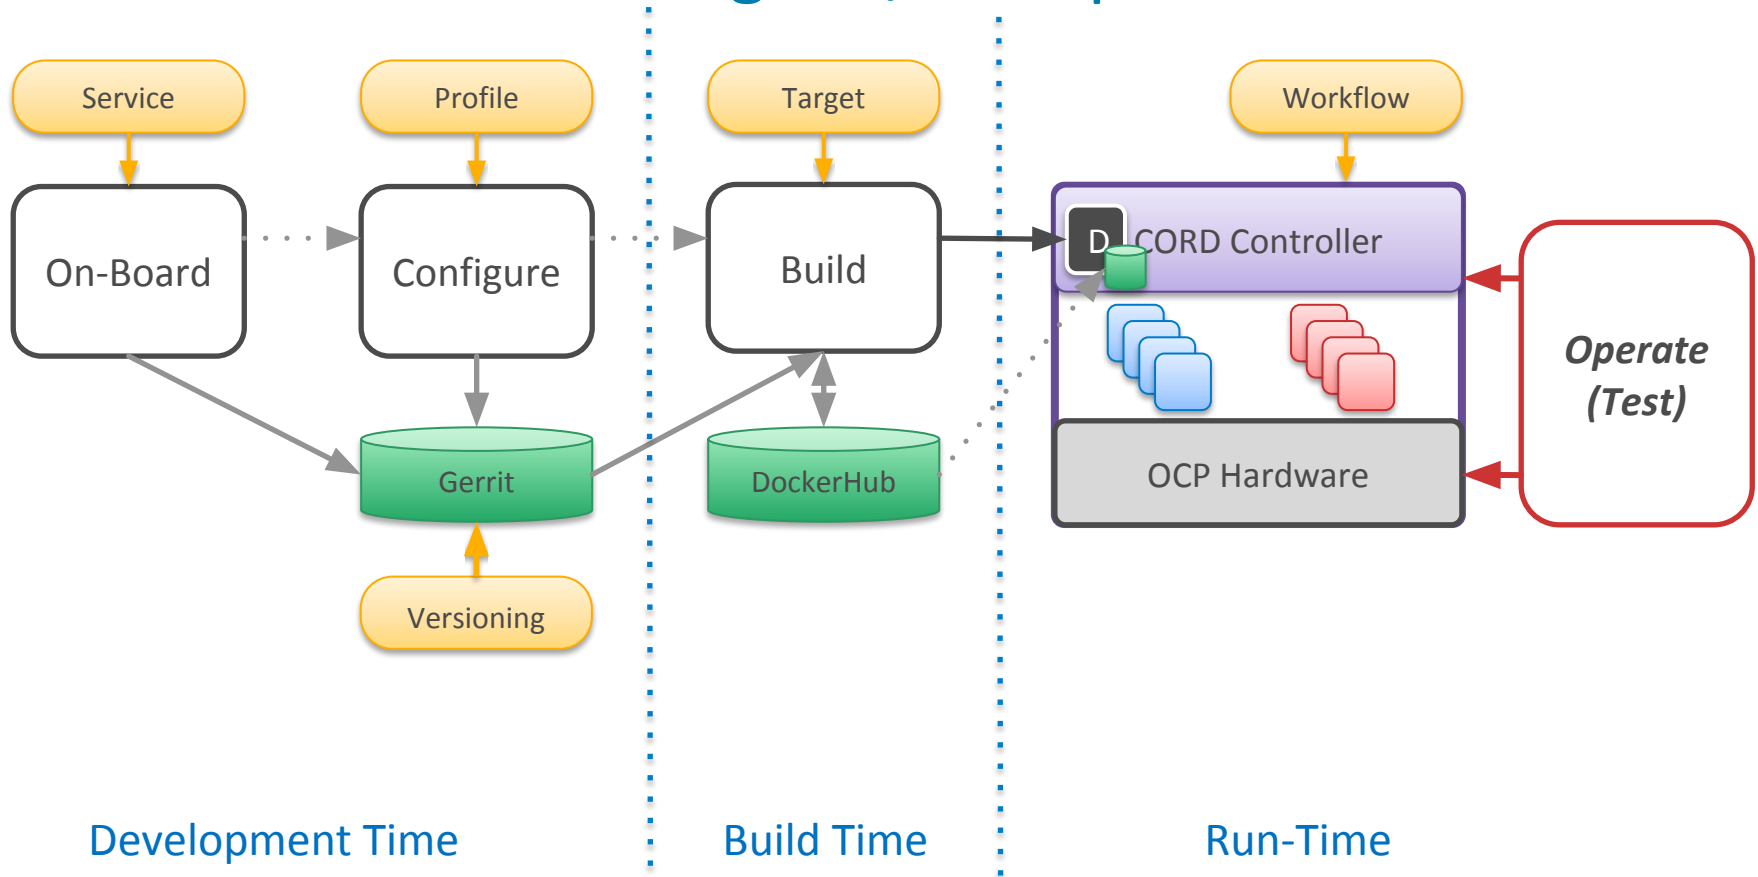 Service
Profile
Target
Workflow
On-Board
Configure
Build
D
CORD Controller
Operate
(Test)
Gerrit
DockerHub
OCP Hardware
Versioning
Development Time
Build Time
Run-Time